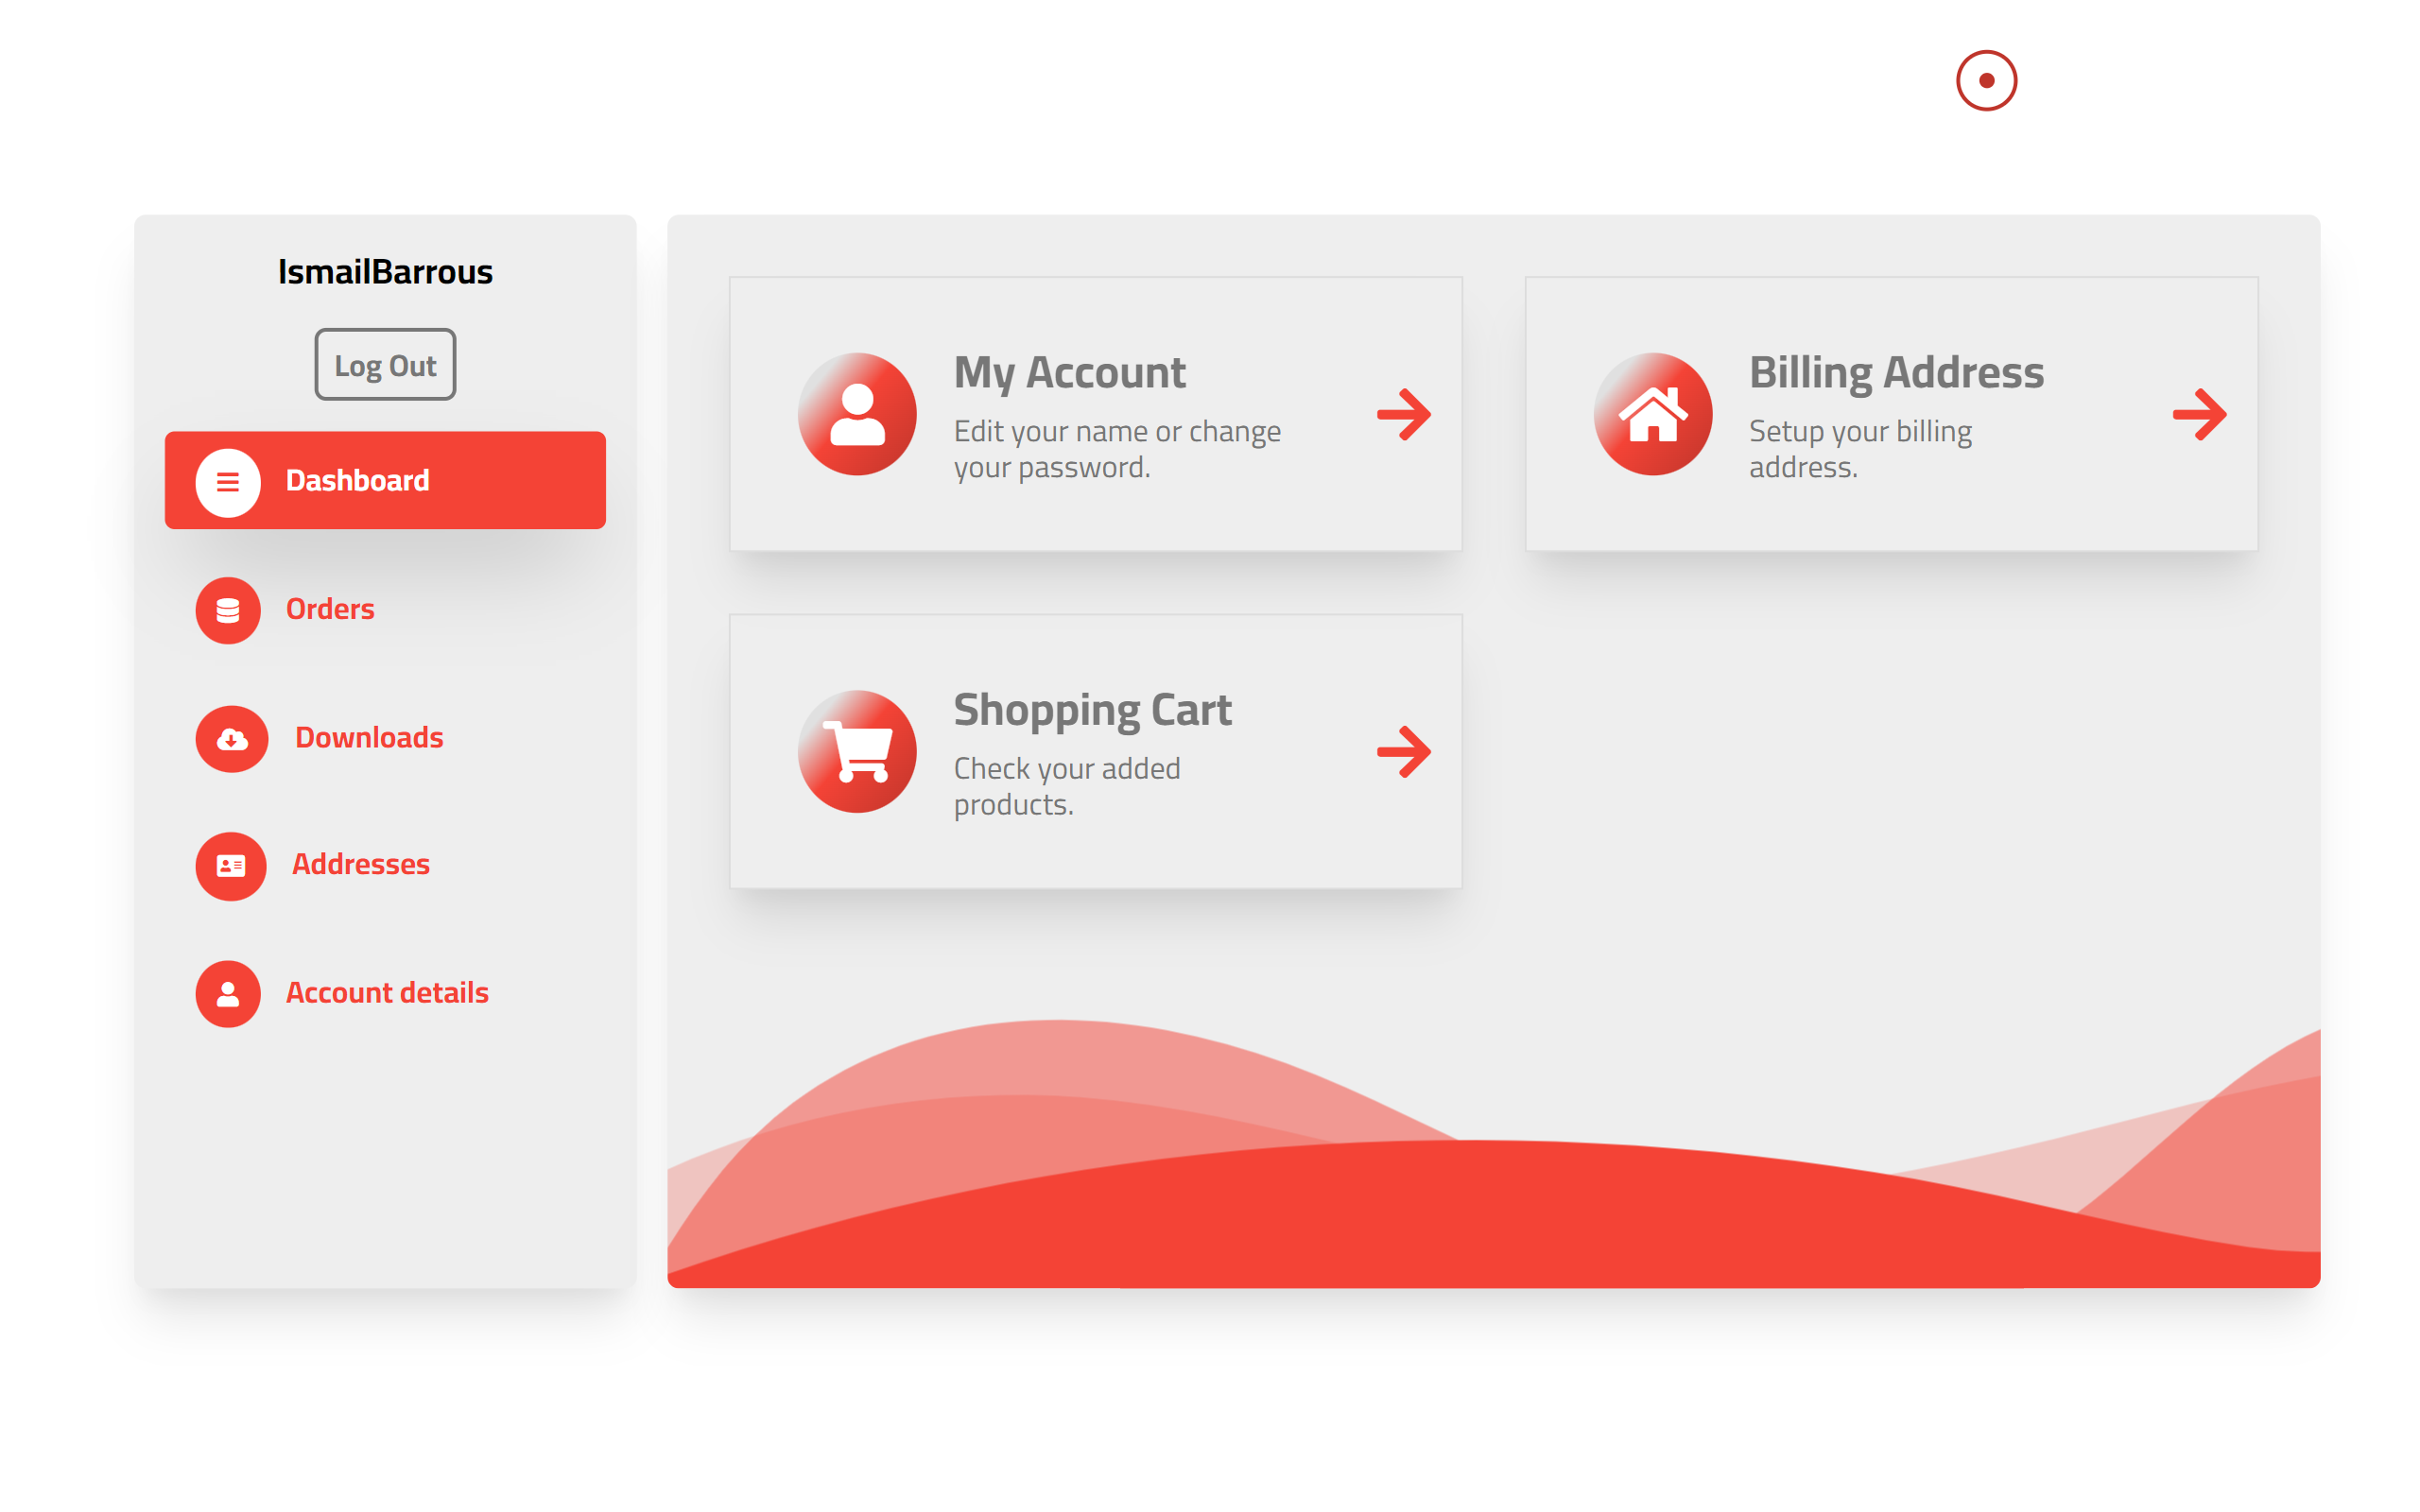 IsmailBarrous
Log Out
Dashboard
Orders
Downloads
Addresses
Account details
My Account
Edit your name or change
your password.
Billing Address
Setup your billing
address.
Shopping Cart
Check your added
products.